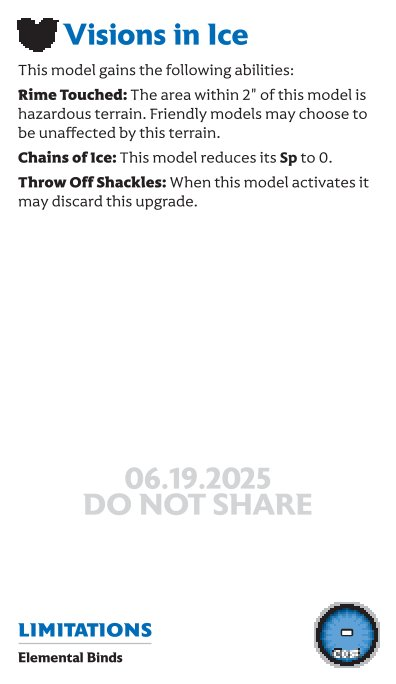 Visions in Ice
This model gains the following abilities:
Rime Touched: The area within 2" of this model is
hazardous terrain. Friendly models may choose to
be unaffected by this terrain.
Chains of Ice: This model reduces its Sp to 0.
Throw Off Shackles: When this model activates it
may discard this upgrade.
06.19.2025
DO NOT SHARE
LIMITATIONS
Elemental Binds
-
COST